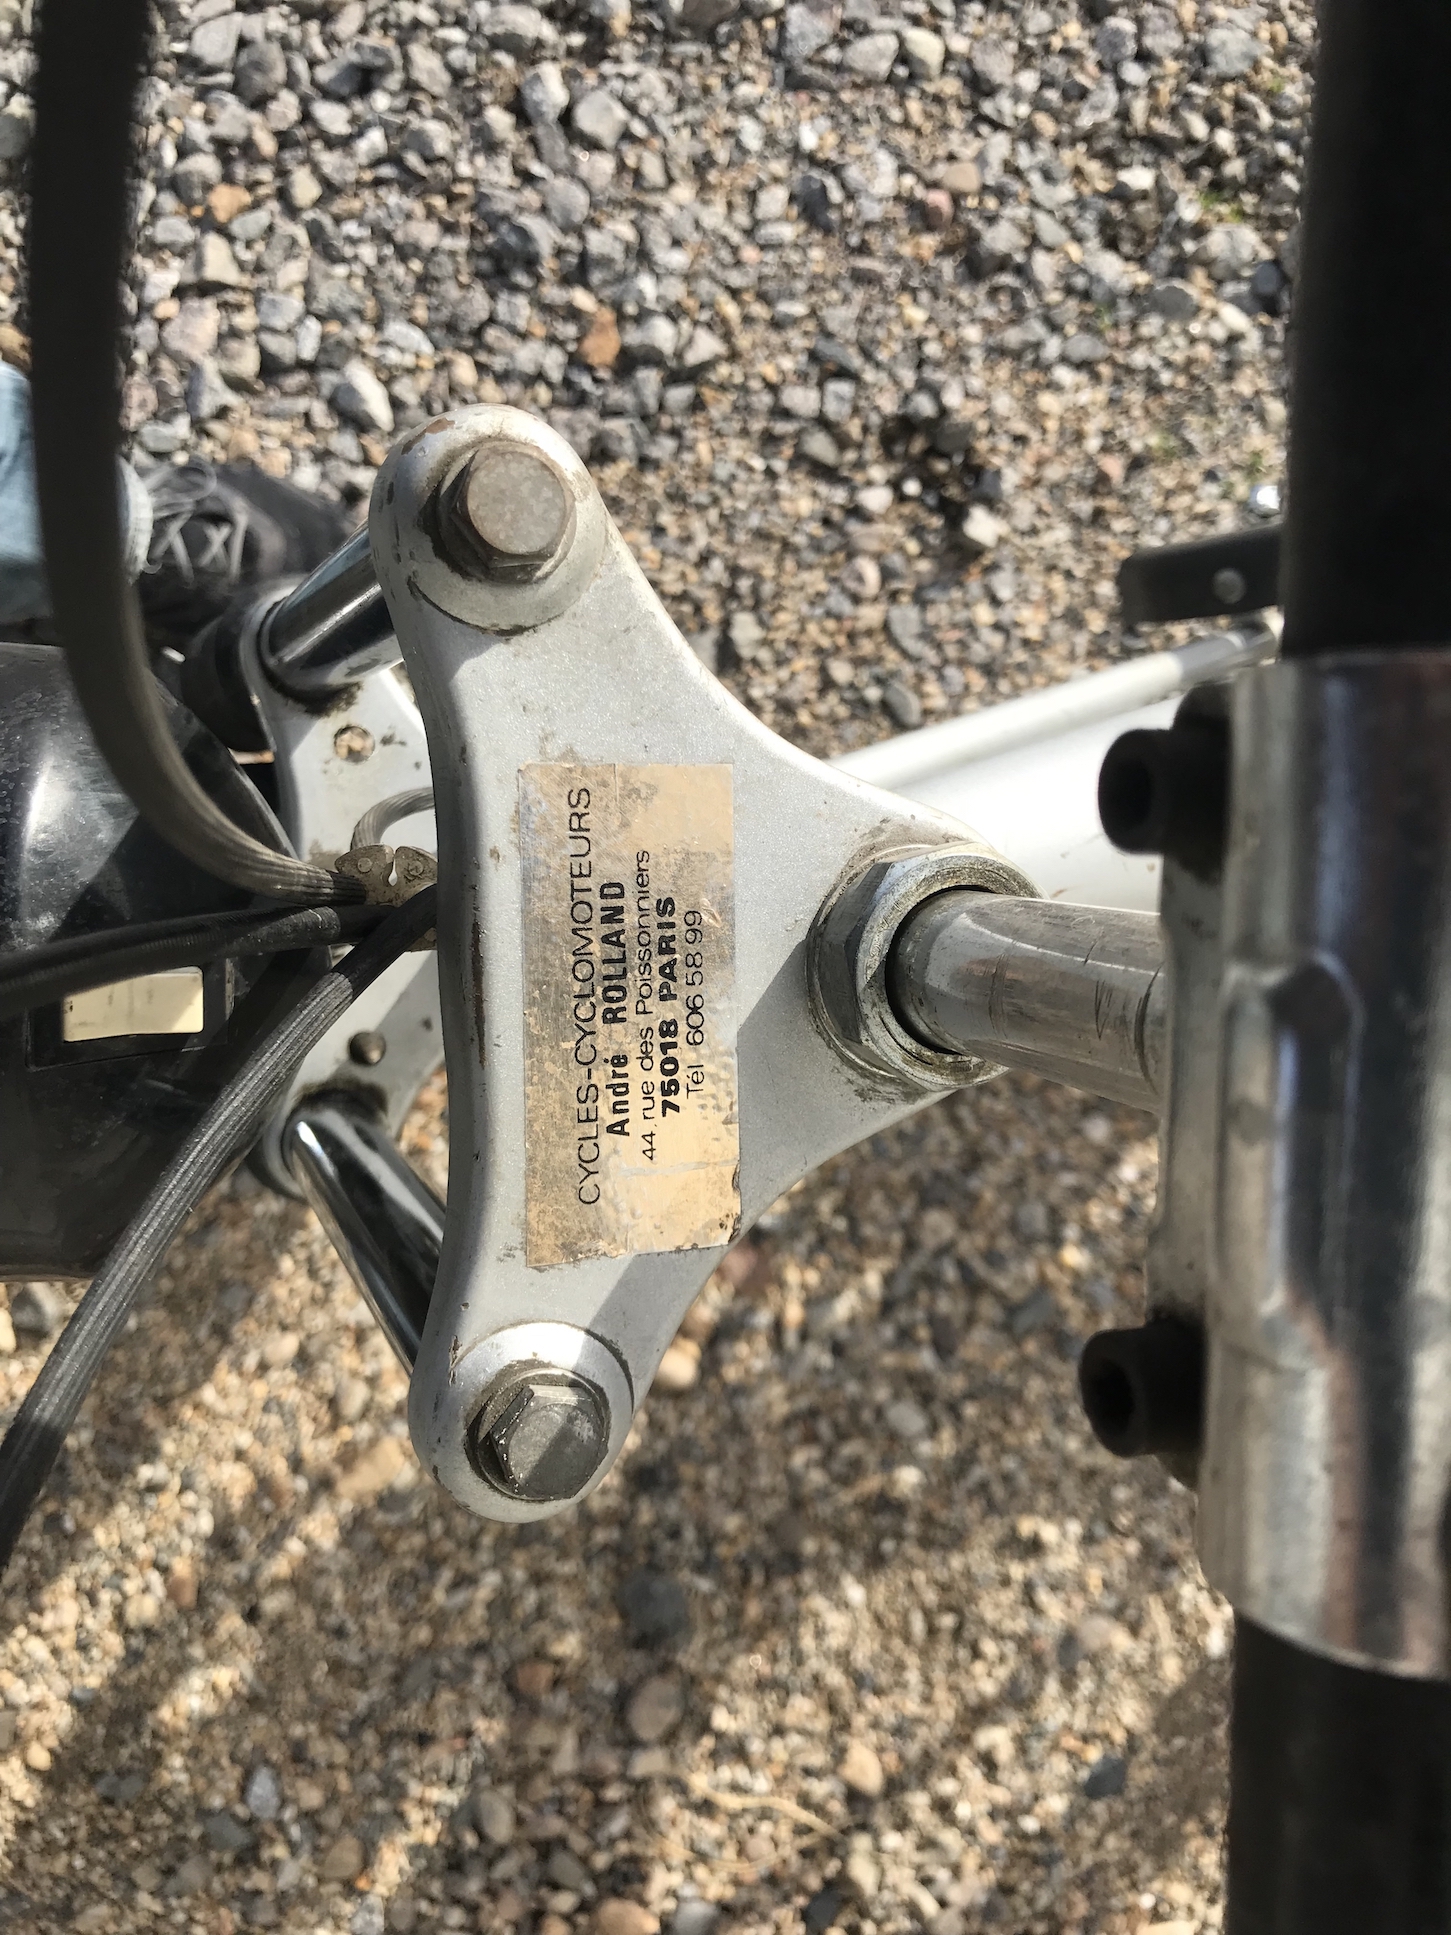 CYCLES-CYCLOMOTEURS
André ROLLAND
44, rue des Poissonniers
75018 PARIS
Tél 606 58 99